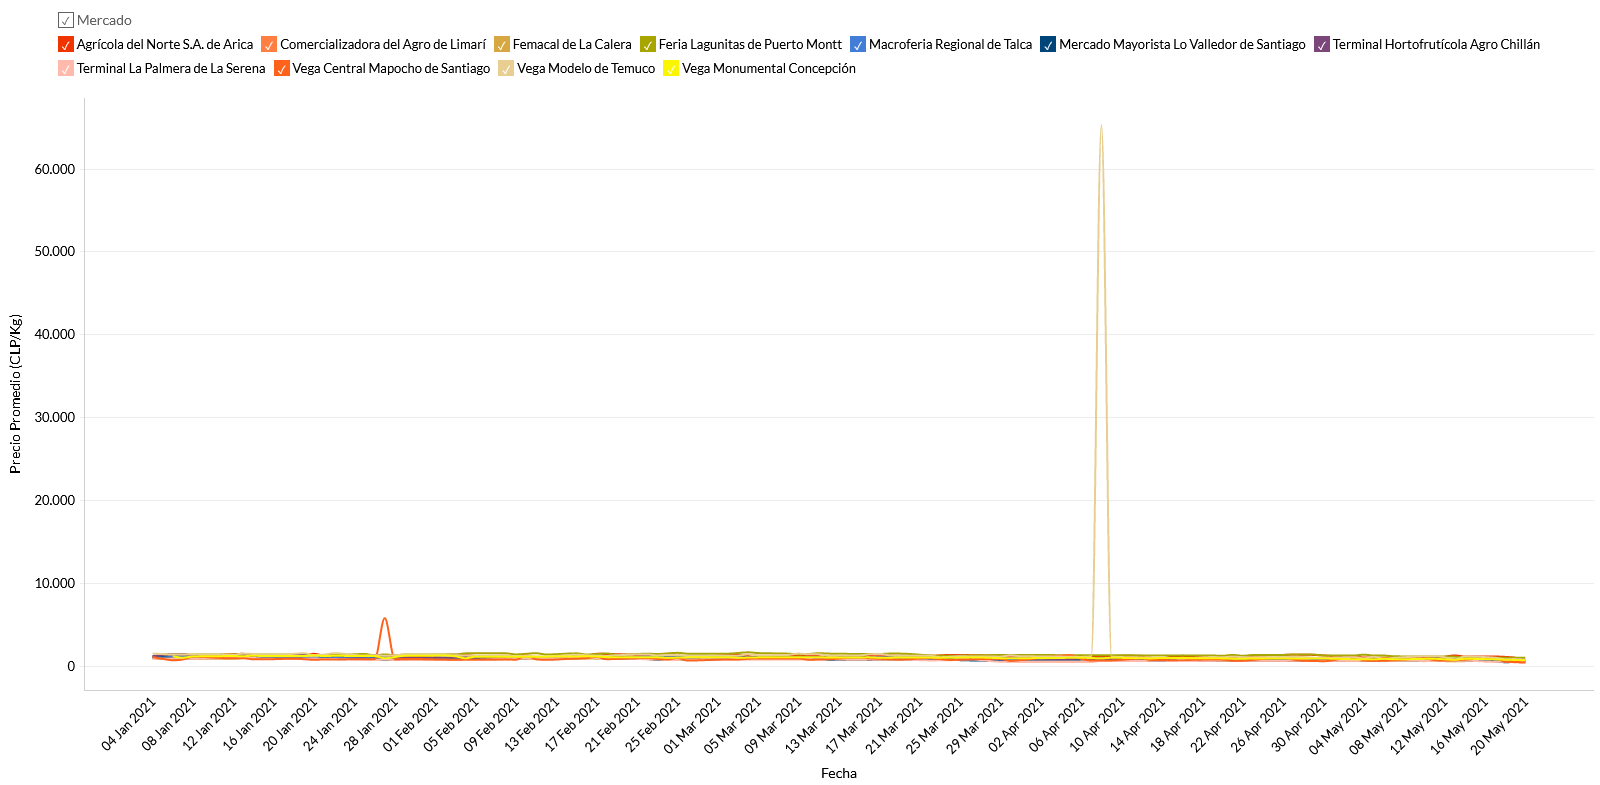 Mercado
Agrícola del Norte S.A. de Arica Comercializadora del Agro de Limarí Femacal de La Calera Feria Lagunitas de Puerto Montt Macroferia Regional de Talca Mercado Mayorista Lo Valledor de Santiago Terminal Hortofrutícola Agro Chillán
Terminal La Palmera de La Serena Vega Central Mapocho de Santiago Vega Modelo de Temuco Vega Monumental Concepción
Precio Promedio (CLP/Kg)
60.000
50.000
40.000
30.000
20.000
10.000
0
04 Jan 2021 08 Jan 2021 12 Jan 2021 16 Jan 2021 20 Jan 2021 24 Jan 2021 28 Jan 2021 01 Feb 2021 05 Feb 2021 09 Feb 2021 13 Feb 2021 17 Feb 2021 21 Feb 2021 25 Feb 2021 01 Mar 2021 05 Mar 2021 09 Mar 2021 13 Mar 2021 17 Mar 2021 21 Mar 2021 25 Mar 2021 29 Mar 2021 02 Apr 2021 06 Apr 2021 10 Apr 2021 14 Apr 2021 18 Apr 2021 22 Apr 2021 26 Apr 2021 30 Apr 2021 04 May 2021 08 May 2021 12 May 2021 16 May 2021 20 May 2021
Fecha